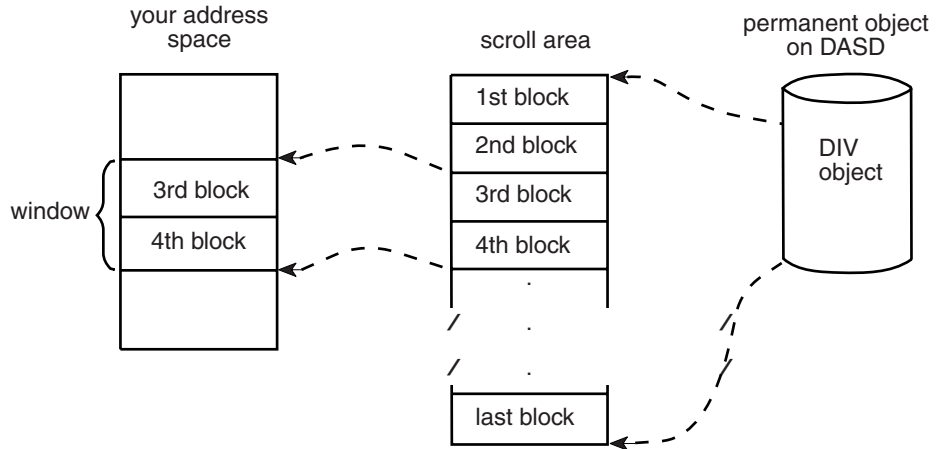 your address
space
scroll area
permanent object
on DASD
1st block
2nd block
3rd block
4th block
.
/ . /
/ . /
last block
window
3rd block
4th block
DIV
object